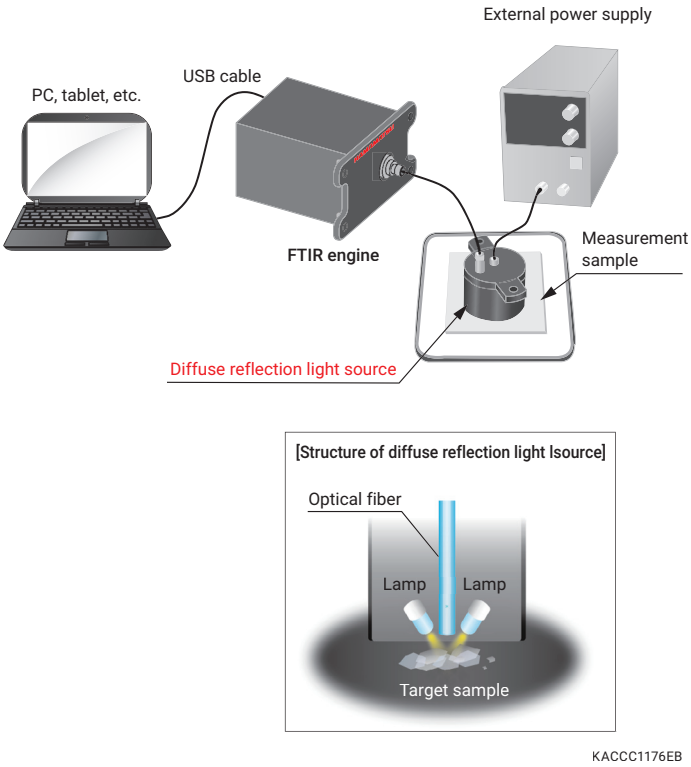 External power supply
USB cable
PC, tablet, etc.
FTIR engine
Measurement
sample
Diffuse reflection light source
[Structure of diffuse reflection light lsource]
Optical fiber
Lamp
Lamp
Target sample
KACCC1176EB